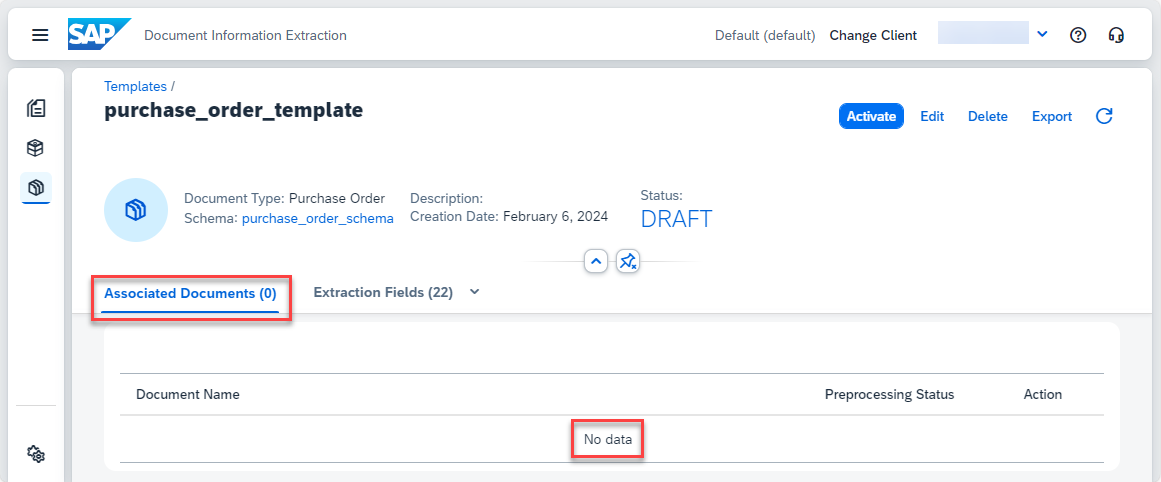 SAP Document Information Extraction Default (default) Change Client
Templates /
purchase_order_template
Activate Edit Delete Export
Document Type: Purchase Order
Schema: purchase_order_schema
Description:
Creation Date: February 6, 2024
Status:
DRAFT
Associated Documents (0) Extraction Fields (22)
Document Name Preprocessing Status Action
No data